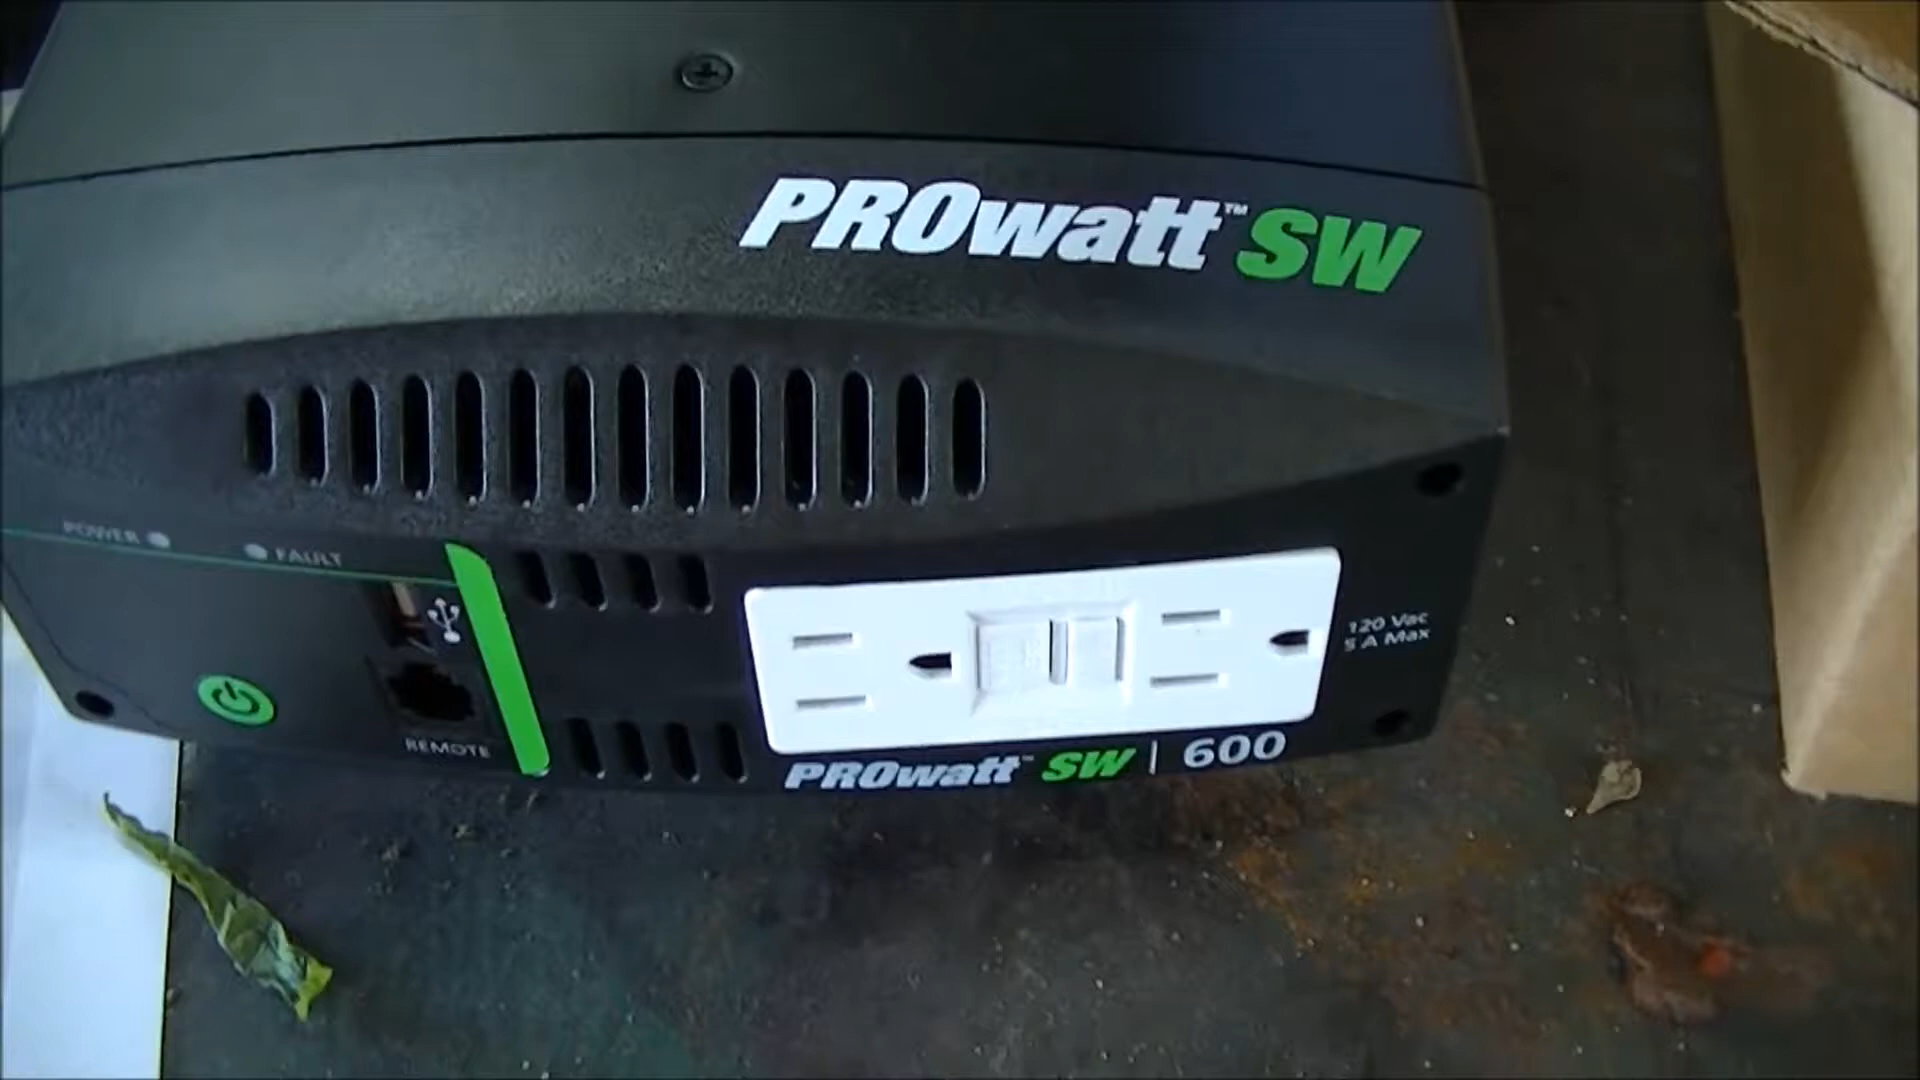 PROwatt™ SW
POWER
FAULT
REMOTE
120 Vac
5 A Max
PROwatt™ SW | 600